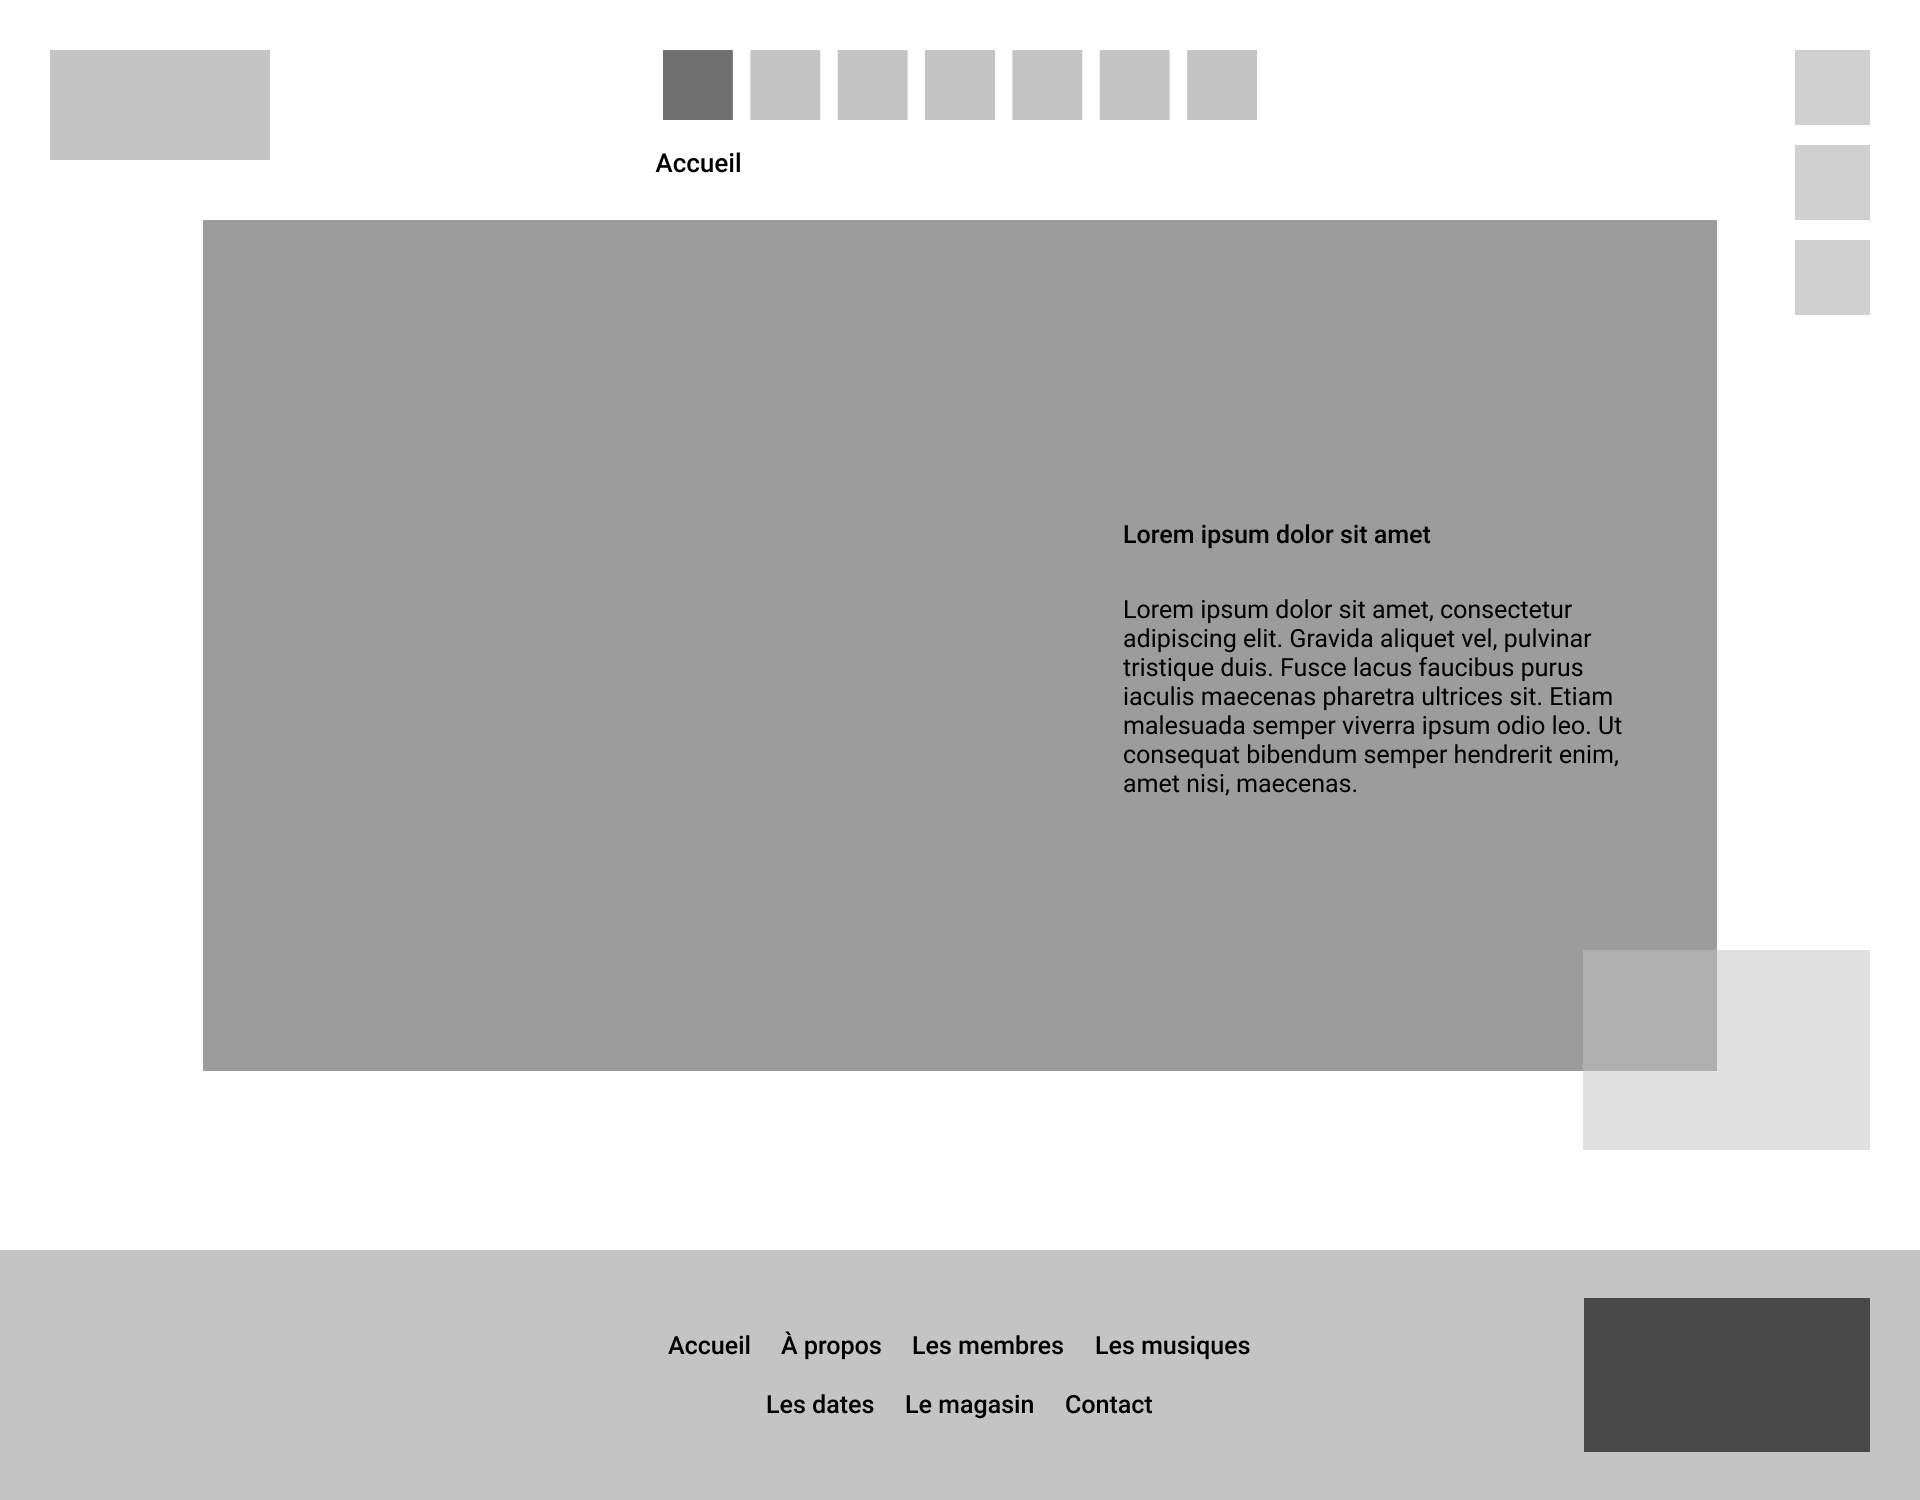 Accueil
Lorem ipsum dolor sit amet
Lorem ipsum dolor sit amet, consectetur
adipiscing elit. Gravida aliquet vel, pulvinar
tristique duis. Fusce lacus faucibus purus
iaculis maecenas pharetra ultrices sit. Etiam
malesuada semper viverra ipsum odio leo. Ut
consequat bibendum semper hendrerit enim,
amet nisi, maecenas.
Accueil À propos Les membres Les musiques
Les dates Le magasin Contact